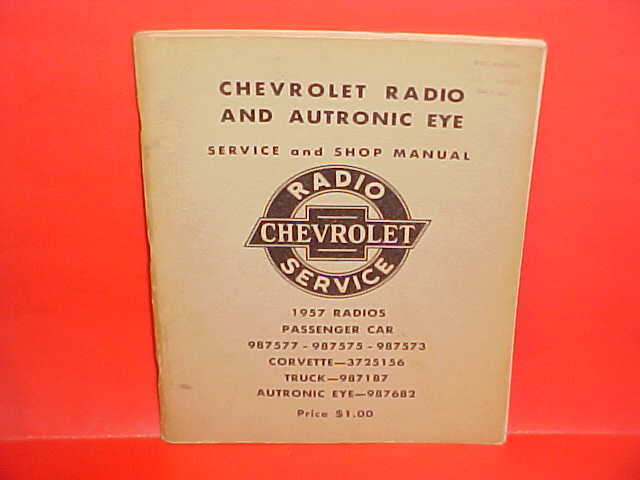 CHEVROLET RADIO
AND AUTRONIC EYE
SERVICE and SHOP MANUAL
RADIO
CHEVROLET
SERVICE
1957 RADIOS
PASSENGER CAR
987577 - 987575 - 987573
CORVETTE—3725156
TRUCK—987187
AUTRONIC EYE—987682
Price $1.00